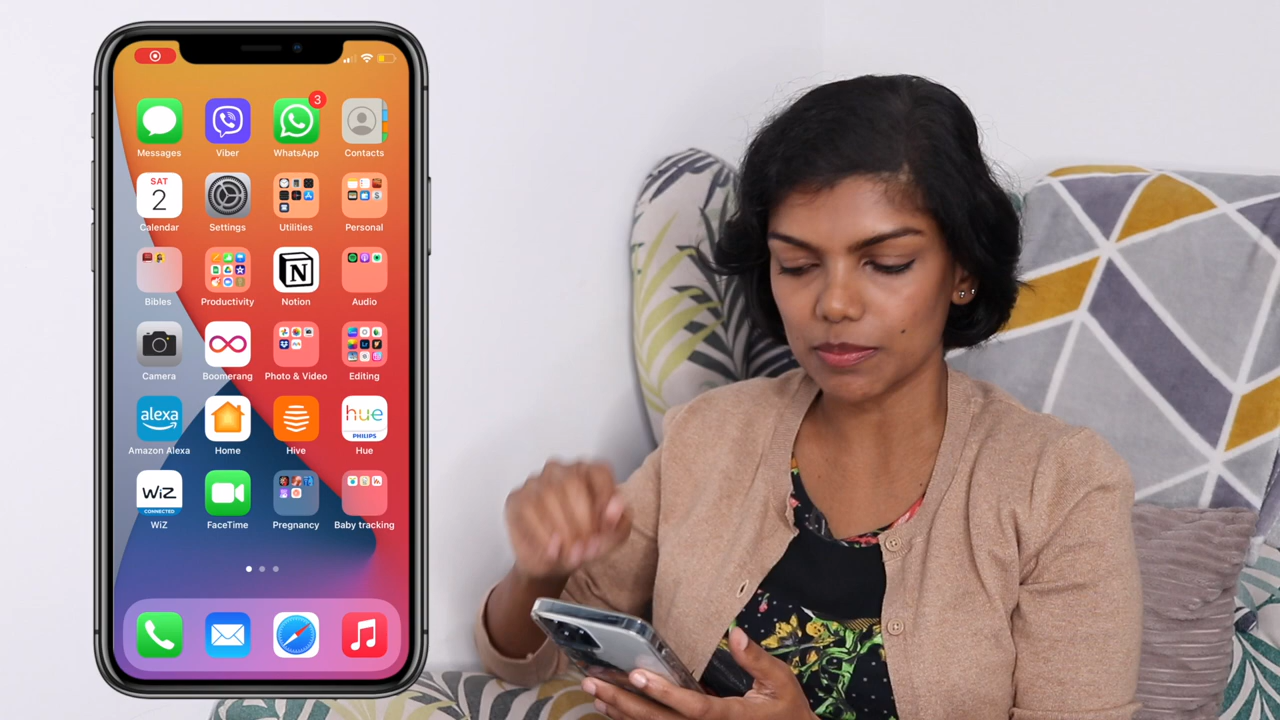 3
Messages Viber WhatsApp Contacts
SAT
2
Calendar Settings Utilities Personal
N
Bibles Productivity Notion Audio
Camera Boomerang Photo & Video Editing
alexa hue
PHILIPS
Amazon Alexa Home Hive Hue
WiZ
CONNECTED
WiZ FaceTime Pregnancy Baby tracking